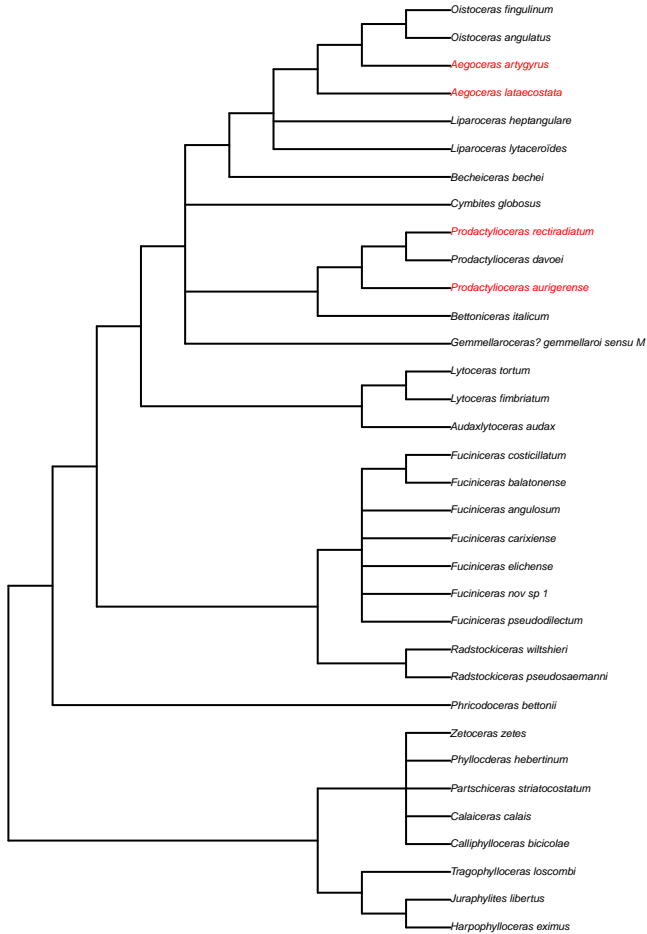 Oistoceras fingulinum
Oistoceras angulatus
Aegoceras artygyrus
Aegoceras lataecostata
Liparoceras heptangulare
Liparoceras lytaceroïdes
Becheiceras bechei
Cymbites globosus
Prodactylioceras rectiradiatum
Prodactylioceras davoei
Prodactylioceras aurigerense
Bettoniceras italicum
Gemmellaroceras? gemmellaroi sensu M
Lytoceras tortum
Lytoceras fimbriatum
Audaxlytoceras audax
Fuciniceras costicillatum
Fuciniceras balatonense
Fuciniceras angulosum
Fuciniceras carixiense
Fuciniceras elichense
Fuciniceras nov sp 1
Fuciniceras pseudodilectum
Radstockiceras wiltshieri
Radstockiceras pseudosaemanni
Phricodoceras bettonii
Zetoceras zetes
Phyllocderas hebertinum
Partschiceras striatocostatum
Calaiceras calais
Calliphylloceras bicicolae
Tragophylloceras loscombi
Juraphylites libertus
Harpophylloceras eximus